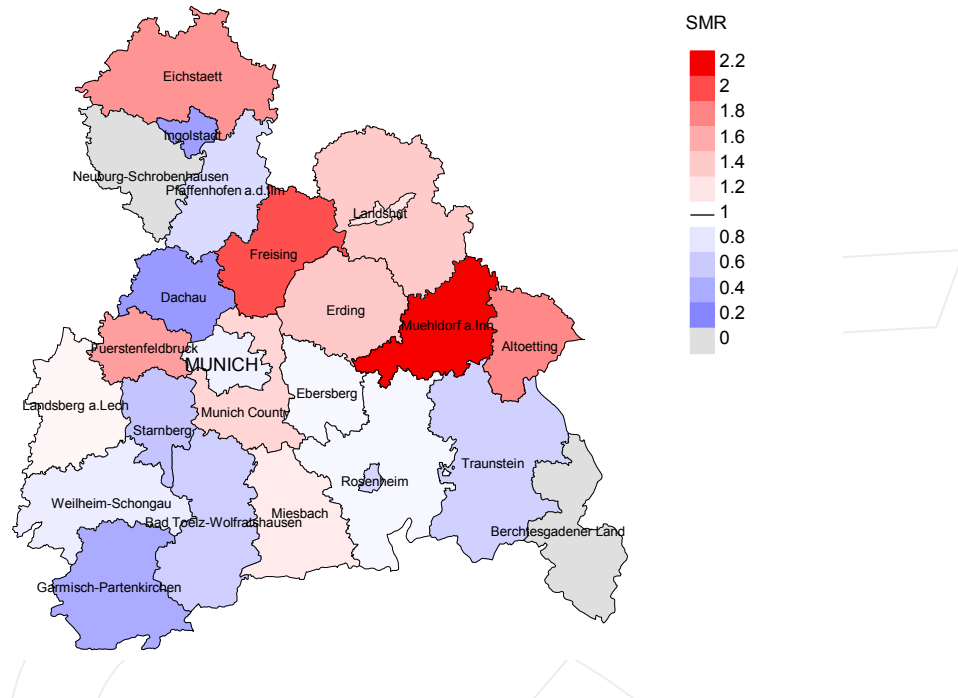 SMR
2.2
2
1.8
1.6
1.4
1.2
1
0.8
0.6
0.4
0.2
0
Eichstaett
Ingolstadt
Neuburg-Schrobenhausen
Pfaffenhofen a.d.Ilm
Landshut
Freising
Dachau
Erding
Muehldorf a.Inn
Altoetting
Fuerstenfeldbruck
MUNICH
Ebersberg
Landsberg a.Lech
Munich County
Starnberg
Traunstein
Rosenheim
Weilheim-Schongau
Miesbach
Bad Toelz-Wolfratshausen
Berchtesgadener Land
Garmisch-Partenkirchen